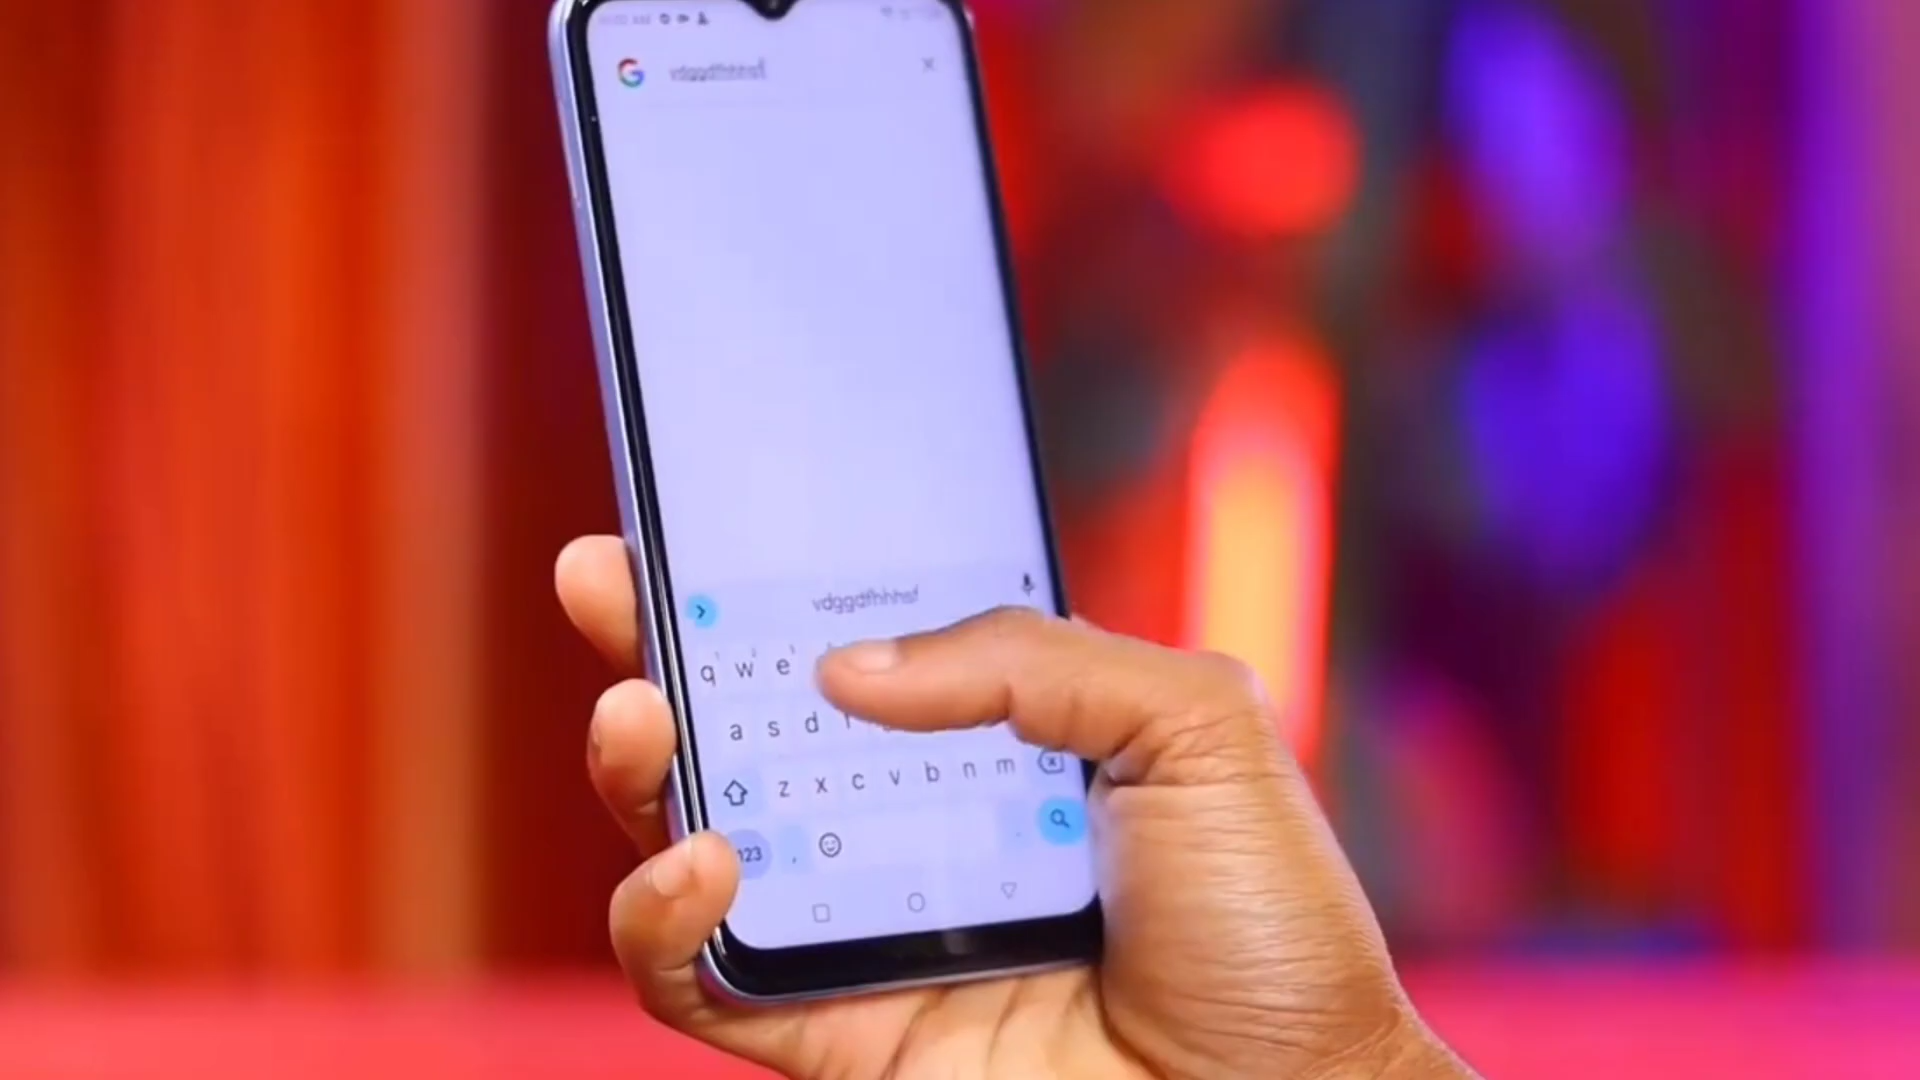 G vdggdfhhhsf
vdggdfhhhsf
q w e
a s d f
z x c v b n m
123 , .